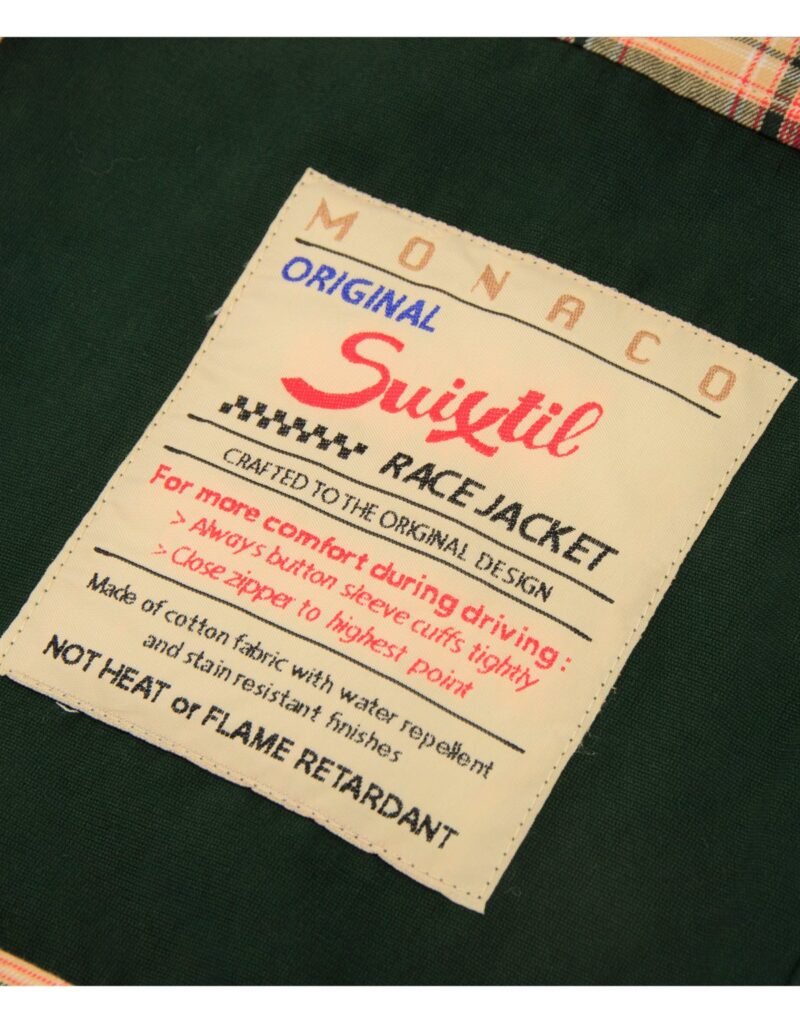 MONACO
ORIGINAL
Suixtil
RACE JACKET
CRAFTED TO THE ORIGINAL DESIGN
For more comfort during driving:
> Always button sleeve cuffs tightly
> Close zipper to highest point
Made of cotton fabric with water repellent
and stain resistant finishes
NOT HEAT or FLAME RETARDANT